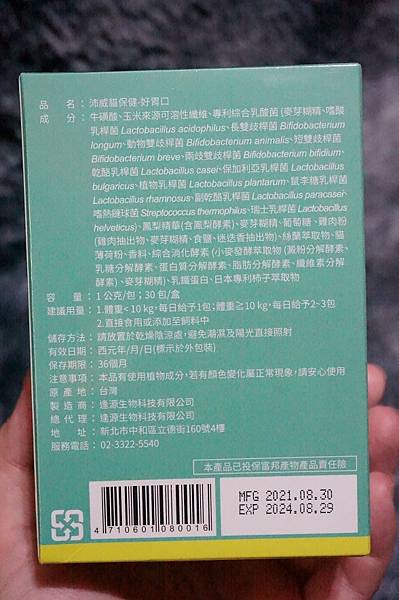 品　　名：沛威貓保健-好胃口
成　　分：牛磺酸、玉米來源可溶性纖維、專利綜合乳酸菌 (麥芽糊精、嗜酸
乳桿菌 Lactobacillus acidophilus、長雙歧桿菌 Bifidobacterium
longum、動物雙歧桿菌 Bifidobacterium animalis、短雙歧桿菌
Bifidobacterium breve、兩歧雙歧桿菌 Bifidobacterium bifidium、
乾酪乳桿菌 Lactobacillus casei、保加利亞乳桿菌 Lactobacillus
bulgaricus、植物乳桿菌 Lactobacillus plantarum、鼠李糖乳桿菌
Lactobacillus rhamnosus、副乾酪乳桿菌 Lactobacillus paracasei、
嗜熱鏈球菌 Streptococcus thermophilus、瑞士乳桿菌 Lactobacillus
helveticus)、鳳梨精華(含鳳梨酵素)、麥芽糊精、葡萄糖、雞肉粉
(雞肉抽出物、麥芽糊精、食鹽、迷迭香抽出物)、絲蘭萃取物、貓
薄荷粉、香料、綜合消化酵素 (小麥發酵萃取物 (澱粉分解酵素、
乳糖分解酵素、蛋白質分解酵素、脂肪分解酵素、纖維素分解
酵素)、麥芽糊精)、乳鐵蛋白、日本專利柿子萃取物
容　　量：1 公克/包；30 包/盒
建議用量：1.體重< 10 kg，每日給予1包；體重≧10 kg，每日給予2~3包
2.直接食用或添加至飼料中
儲存方法：請放置於乾燥陰涼處，避免潮濕及陽光直接照射
有效日期：西元年/月/日(標示於外包裝)
保存期限：36個月
注意事項：本品有使用植物成分，若有顏色變化屬正常現象，請安心使用
原 產 地：台灣
製 造 商：逢源生物科技有限公司
總 代 理：逢源生物科技有限公司
地　　址：新北市中和區立德街160號4樓
服務電話：02-3322-5540
本產品已投保富邦產物產品責任險
MFG 2021.08.30
EXP 2024.08.29
4 710601 080016